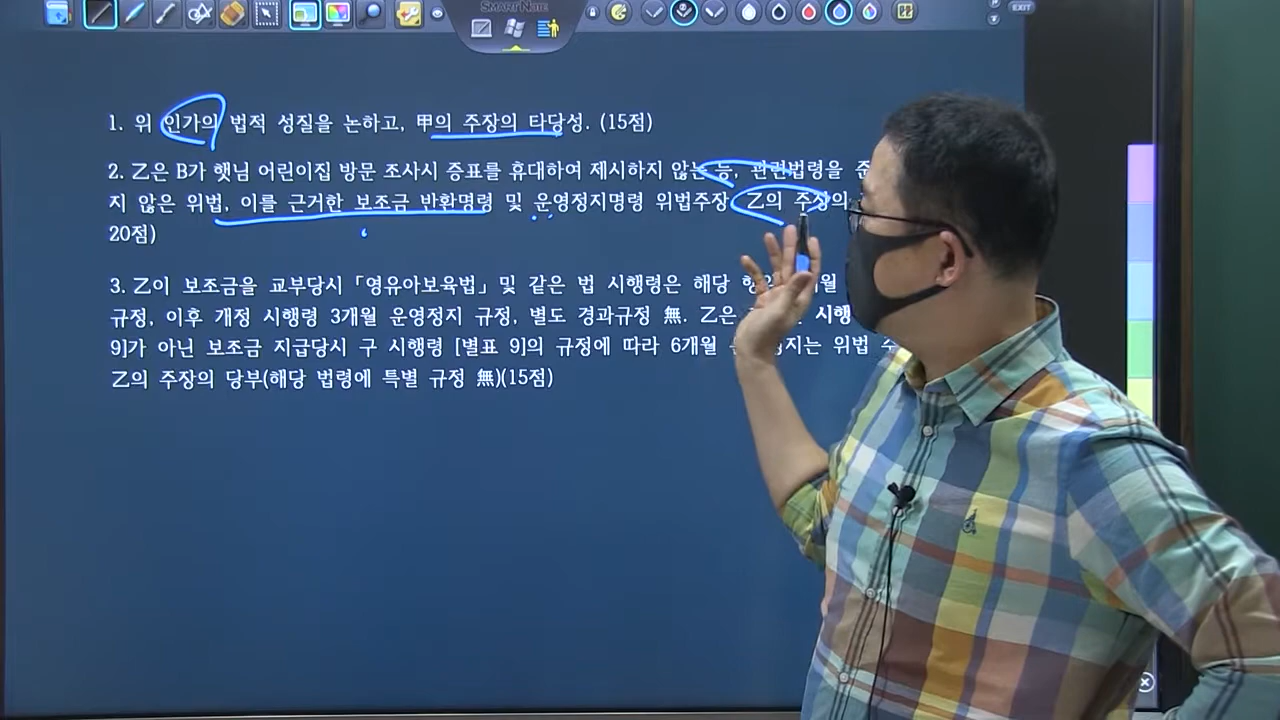 SMART NOTE
EXIT
1. 위 인가의 법적 성질을 논하고, 甲의 주장의 타당성. (15점)
2. 乙은 B가 햇님 어린이집 방문 조사시 증표를 휴대하여 제시하지 않는 등, 관련법령을 준
지 않은 위법, 이를 근거한 보조금 반환명령 및 운영정지명령 위법주장. 乙의 주장의
20점)
3. 乙이 보조금을 교부당시 「영유아보육법」 및 같은 법 시행령은 해당
규정, 이후 개정 시행령 3개월 운영정지 규정, 별도 경과규정 無. 乙은 시행
9]가 아닌 보조금 지급당시 구 시행령 [별표 9]의 규정에 따라 6개월 위법
乙의 주장의 당부(해당 법령에 특별 규정 無)(15점)